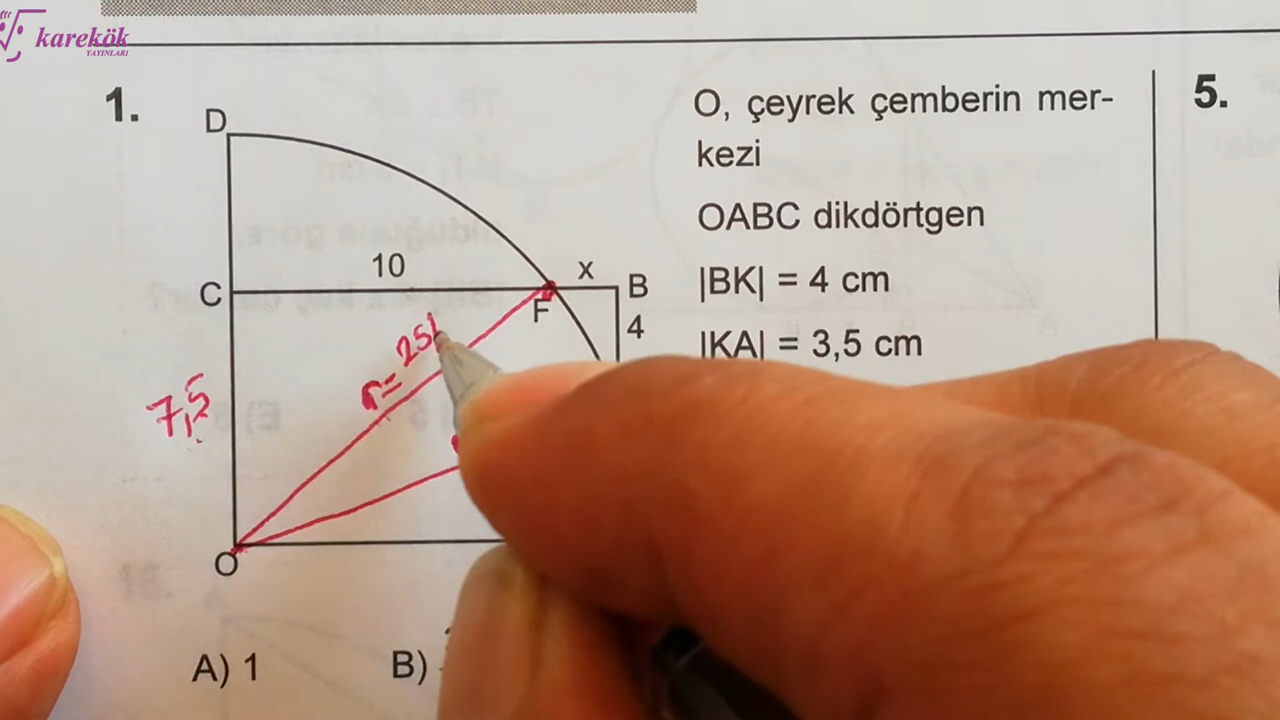 karekök
YAYINLARI
1.
D
O, çeyrek çemberin mer-
kezi
5.
OABC dikdörtgen
10
x
|BK| = 4 cm
C
B
F
4
|KA| = 3,5 cm
r = 25/
7,5
O
A) 1
B)